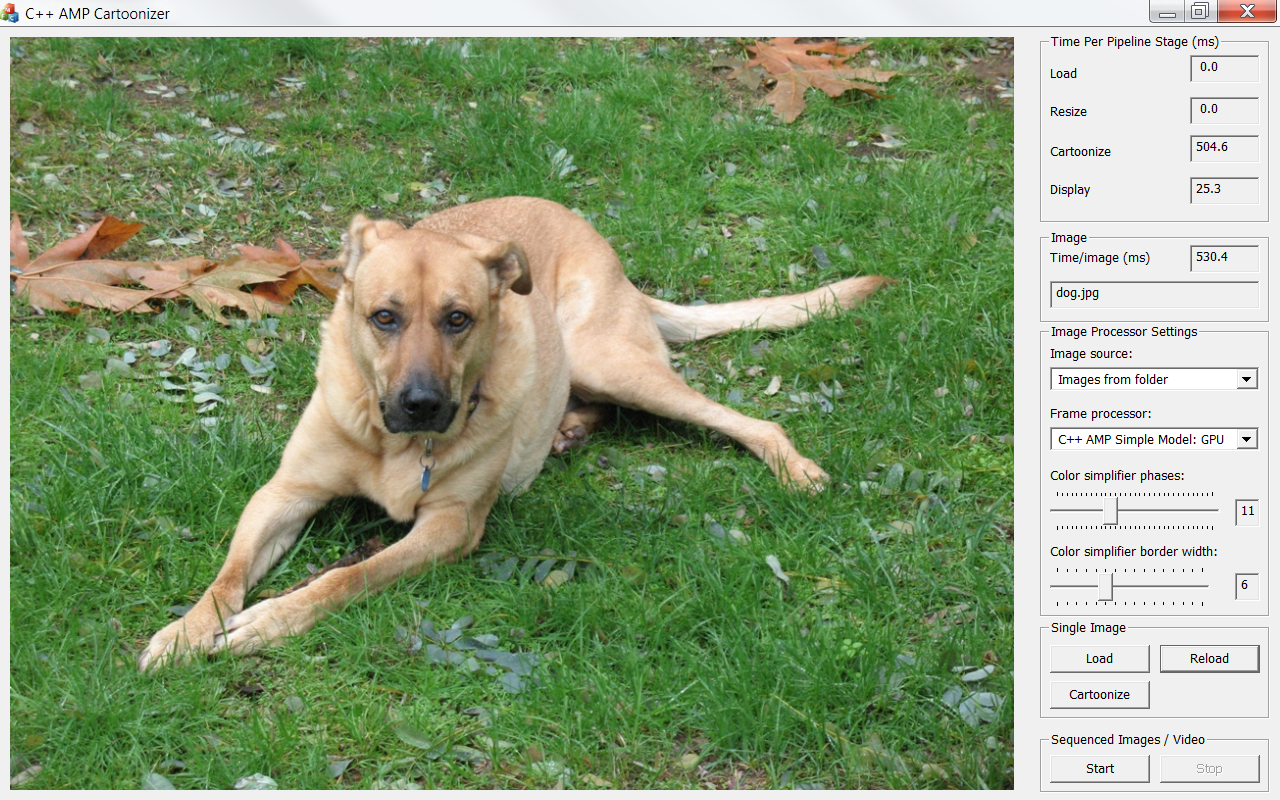 C++ AMP Cartoonizer
Time Per Pipeline Stage (ms)
Load 0.0
Resize 0.0
Cartoonize 504.6
Display 25.3
Image
Time/image (ms) 530.4
dog.jpg
Image Processor Settings
Image source:
Images from folder
Frame processor:
C++ AMP Simple Model: GPU
Color simplifier phases:
11
Color simplifier border width:
6
Single Image
Load Reload
Cartoonize
Sequenced Images / Video
Start Stop